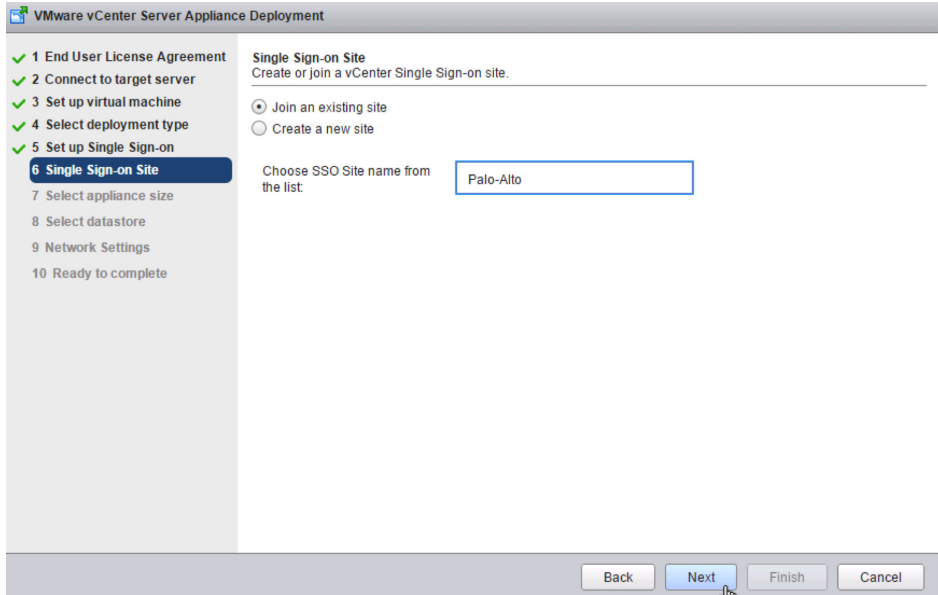 VMware vCenter Server Appliance Deployment
1 End User License Agreement
2 Connect to target server
3 Set up virtual machine
4 Select deployment type
5 Set up Single Sign-on
6 Single Sign-on Site
7 Select appliance size
8 Select datastore
9 Network Settings
10 Ready to complete
Single Sign-on Site
Create or join a vCenter Single Sign-on site.
Join an existing site
Create a new site
Choose SSO Site name from
the list:
Palo-Alto
Back Next Finish Cancel